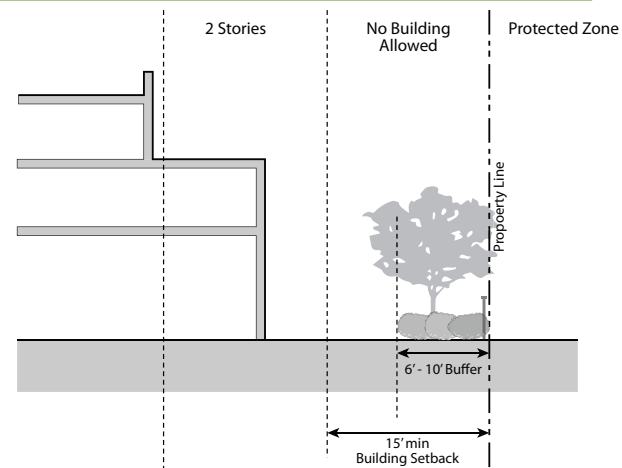 2 Stories
No Building
Allowed
Protected Zone
Propoerty Line
6’ - 10’ Buffer
15’ min
Building Setback